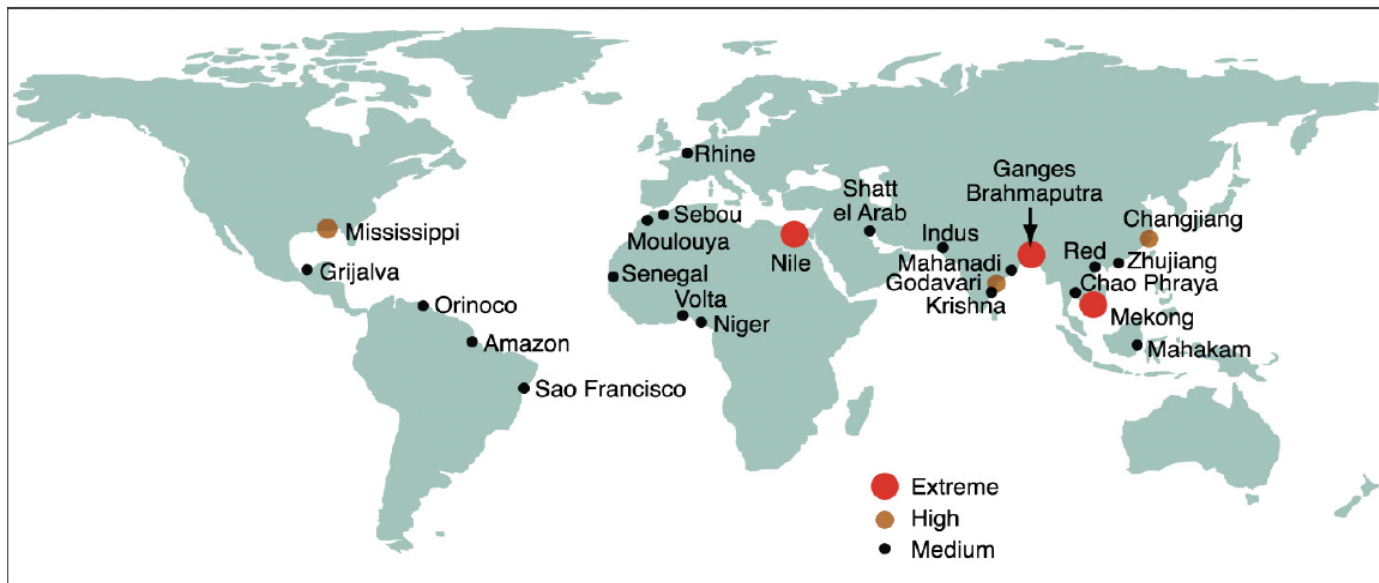 Rhine
Ganges
Brahmaputra
Shatt
el Arab
Sebou
Moulouya
Mississippi
Changjiang
Indus
Nile
Red
Zhujiang
Mahanadi
Grijalva
Senegal
Godavari
Chao Phraya
Krishna
Orinoco
Volta
Niger
Mekong
Amazon
Mahakam
Sao Francisco
Extreme
High
Medium